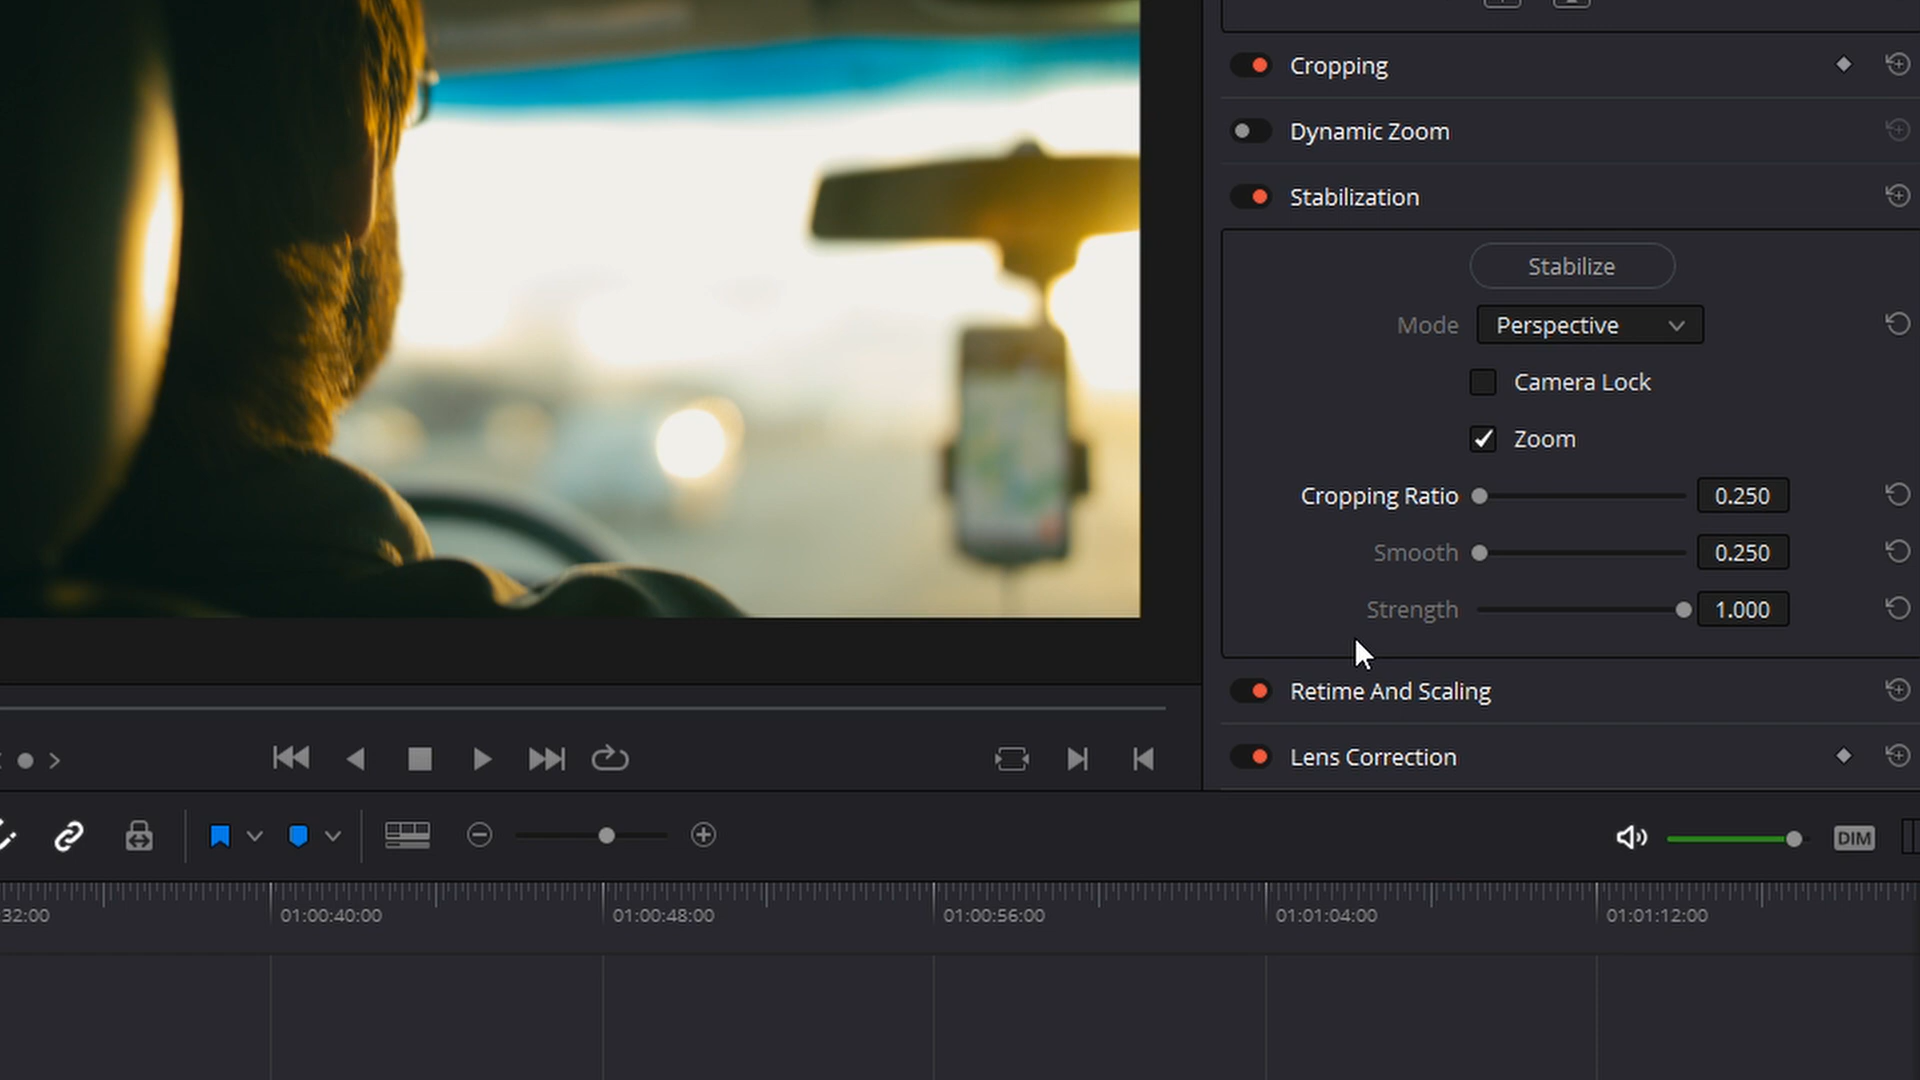 Cropping
Dynamic Zoom
Stabilization
Stabilize
Mode Perspective
Camera Lock
Zoom
Cropping Ratio 0.250
Smooth 0.250
Strength 1.000
Retime And Scaling
Lens Correction
DIM
32:00 01:00:40:00 01:00:48:00 01:00:56:00 01:01:04:00 01:01:12:00